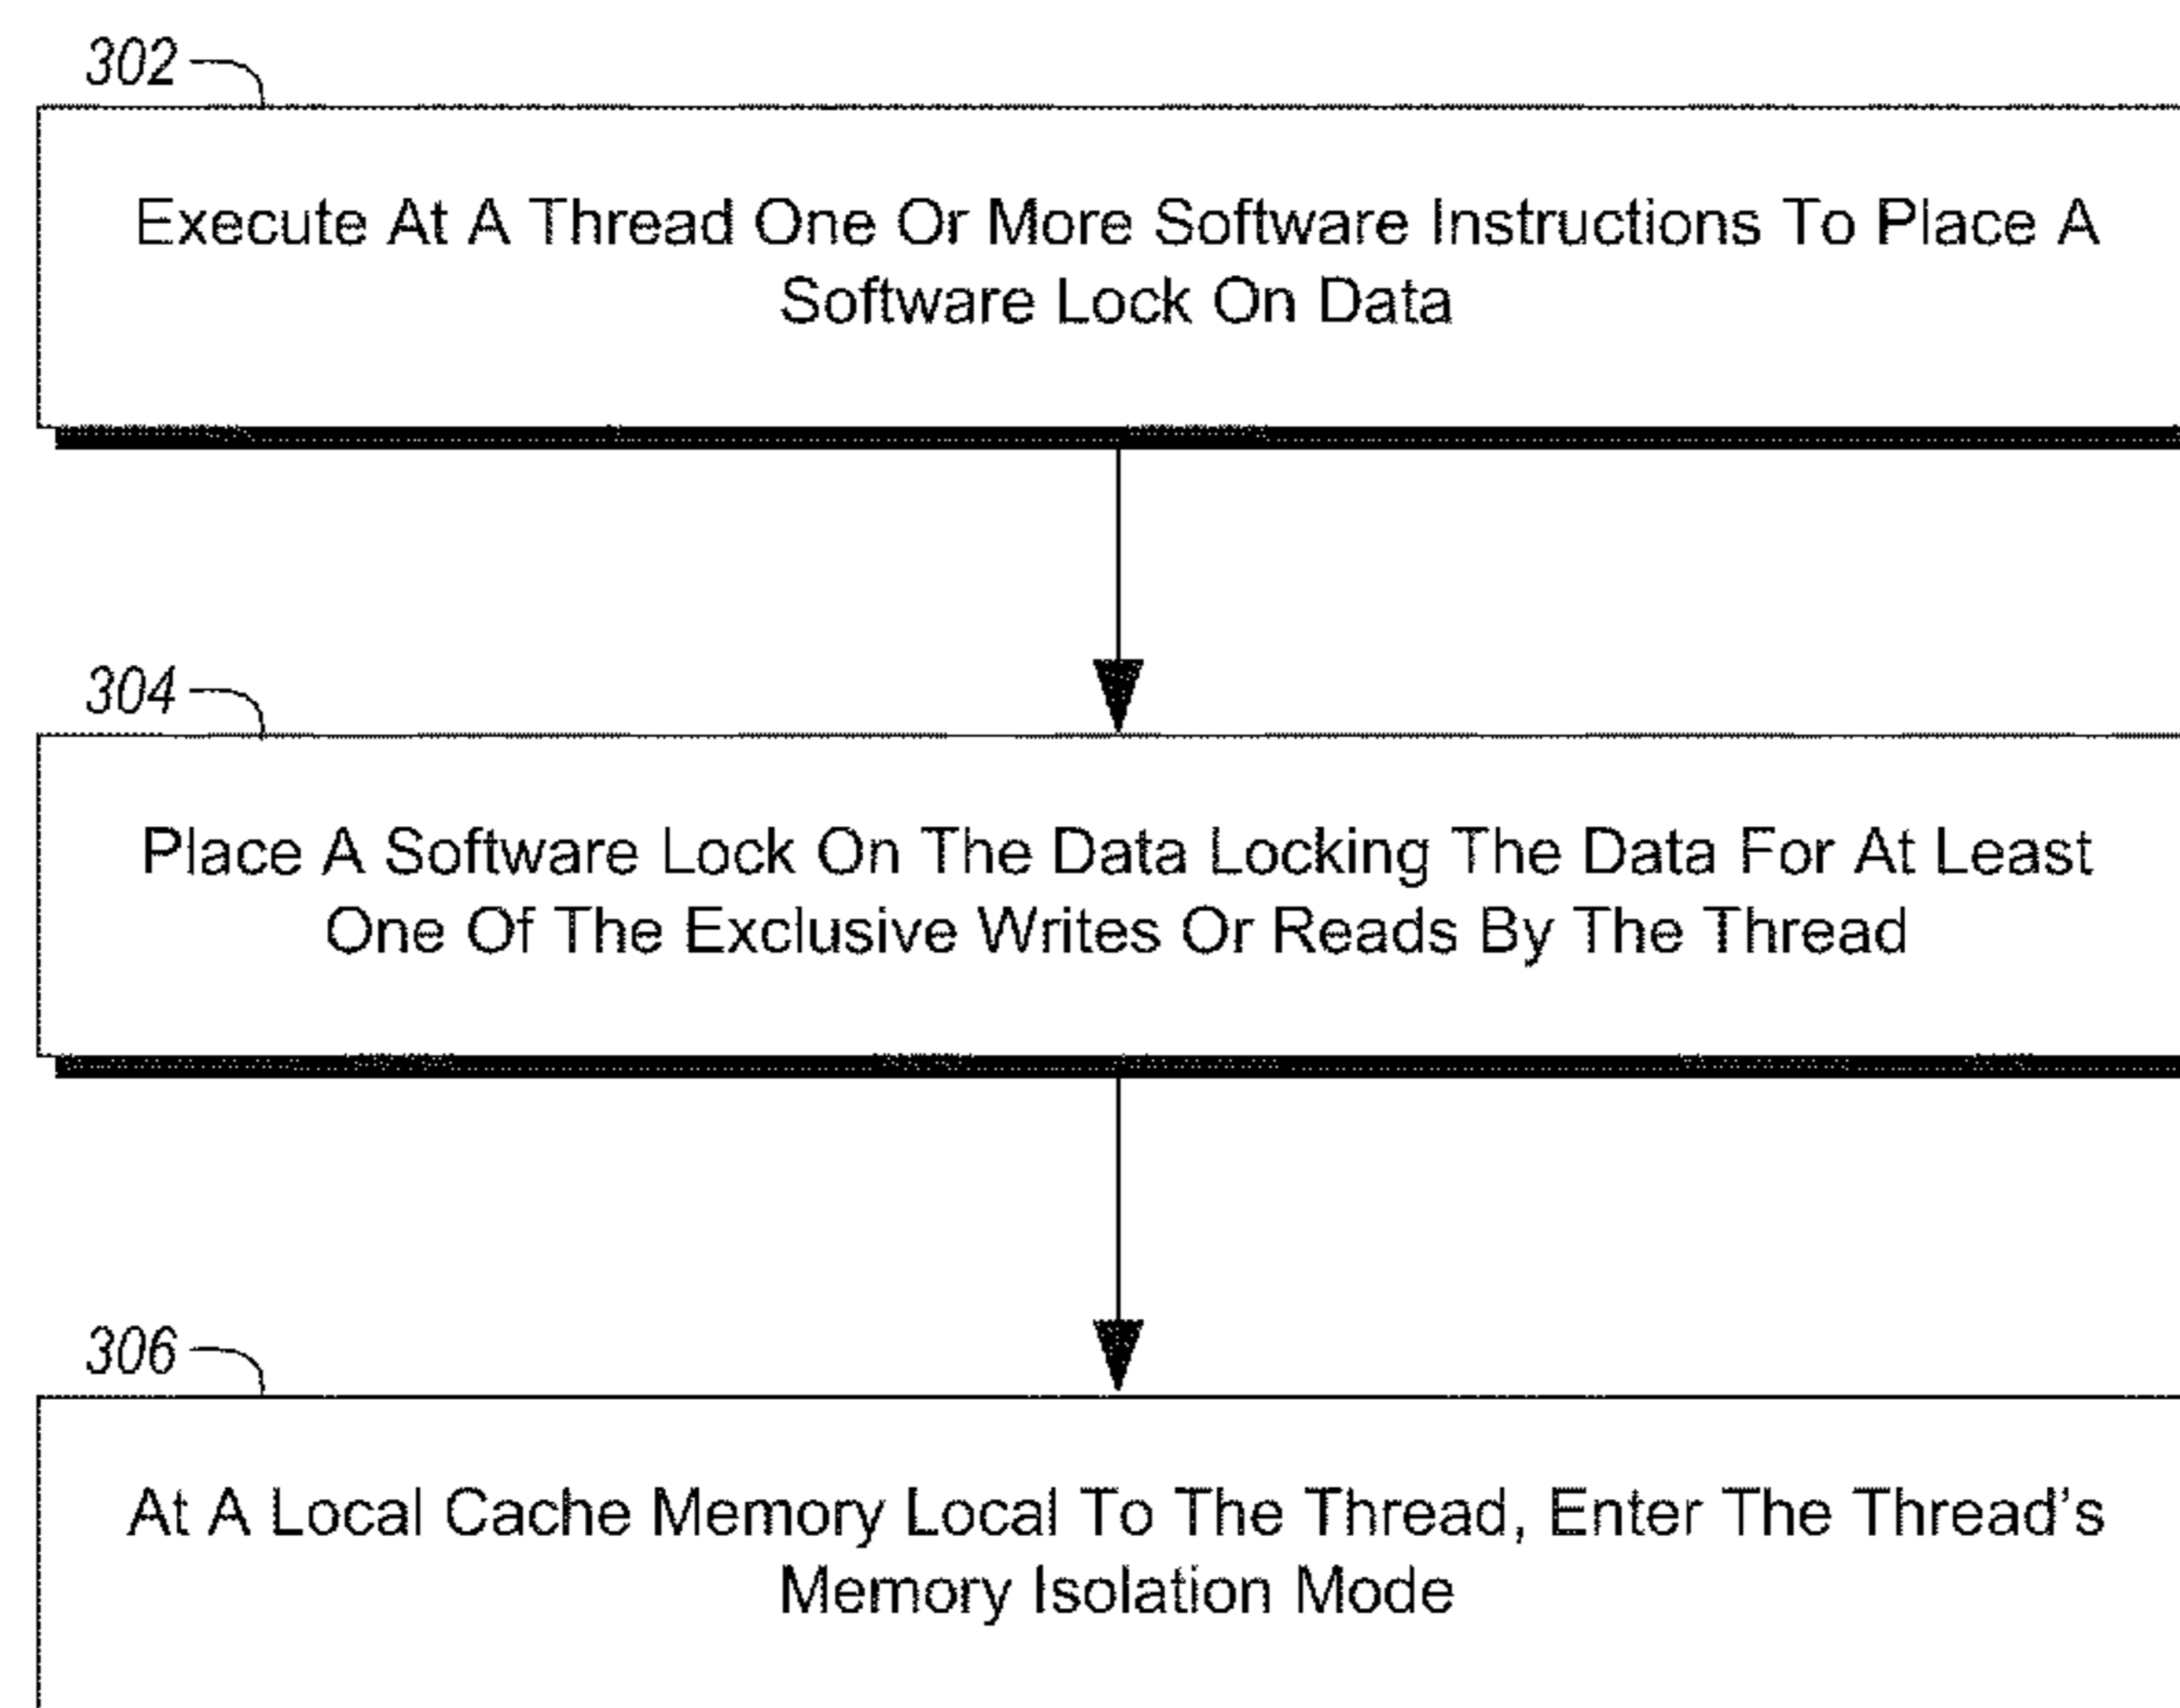 302
Execute At A Thread One Or More Software Instructions To Place A
Software Lock On Data
304
Place A Software Lock On The Data Locking The Data For At Least
One Of The Exclusive Writes Or Reads By The Thread
306
At A Local Cache Memory Local To The Thread, Enter The Thread's
Memory Isolation Mode